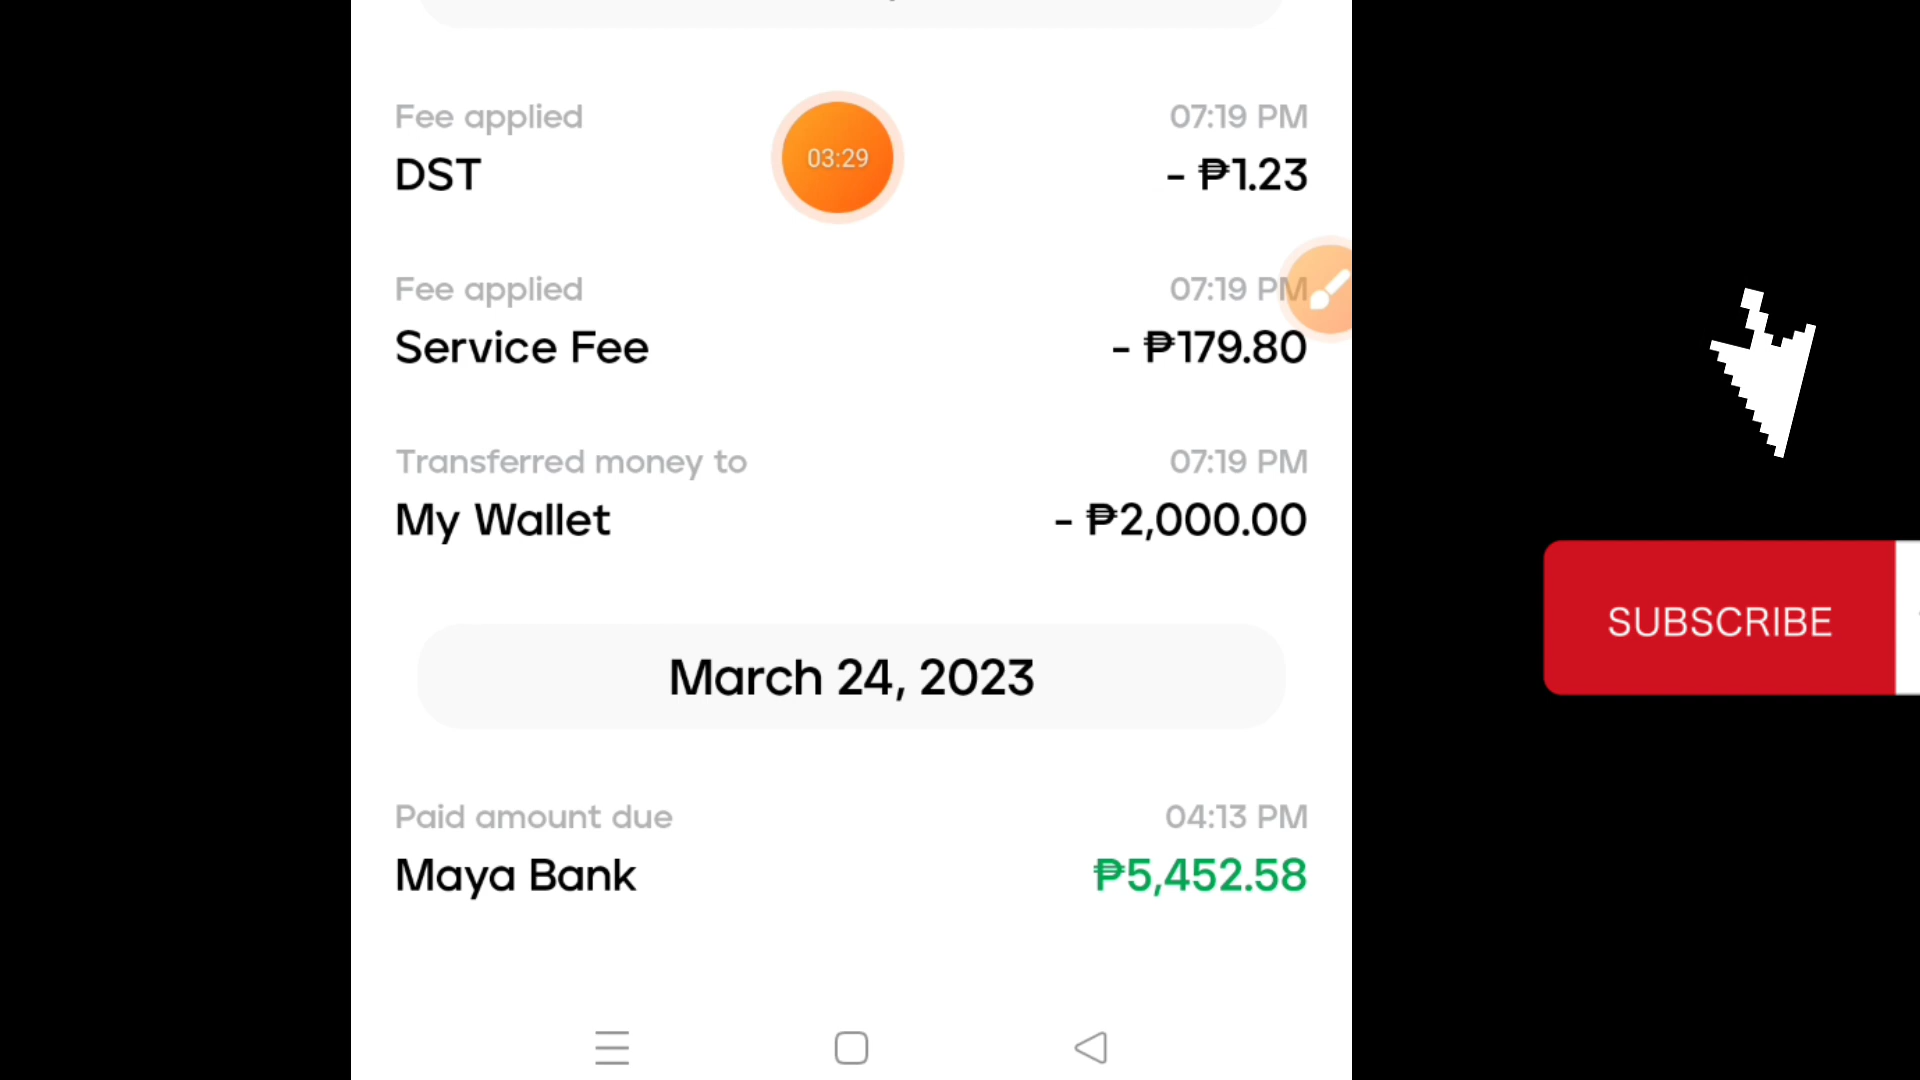 Fee applied 07:19 PM
DST - ₱1.23
03:29
Fee applied 07:19 PM
Service Fee - ₱179.80
Transferred money to 07:19 PM
My Wallet - ₱2,000.00
SUBSCRIBE
March 24, 2023
Paid amount due 04:13 PM
Maya Bank ₱5,452.58